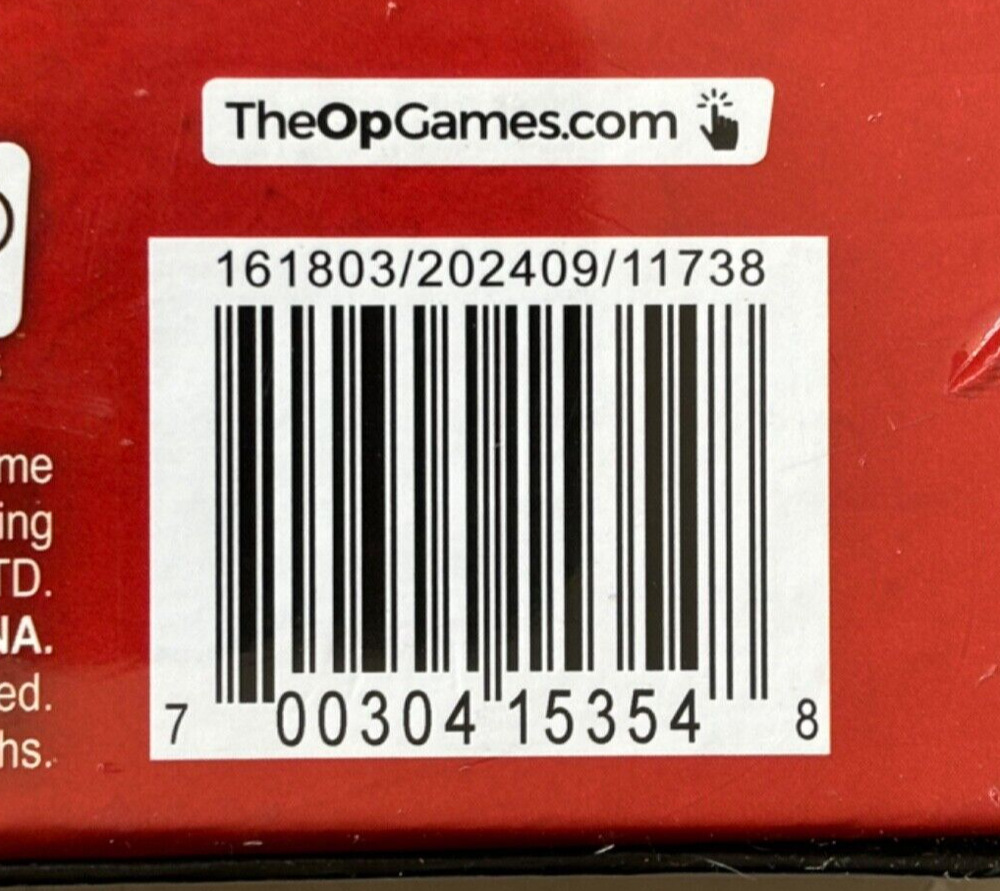 TheOpGames.com
161803/202409/11738
me
ing
TD.
NA.
ed.
hs.
7 00304 15354 8